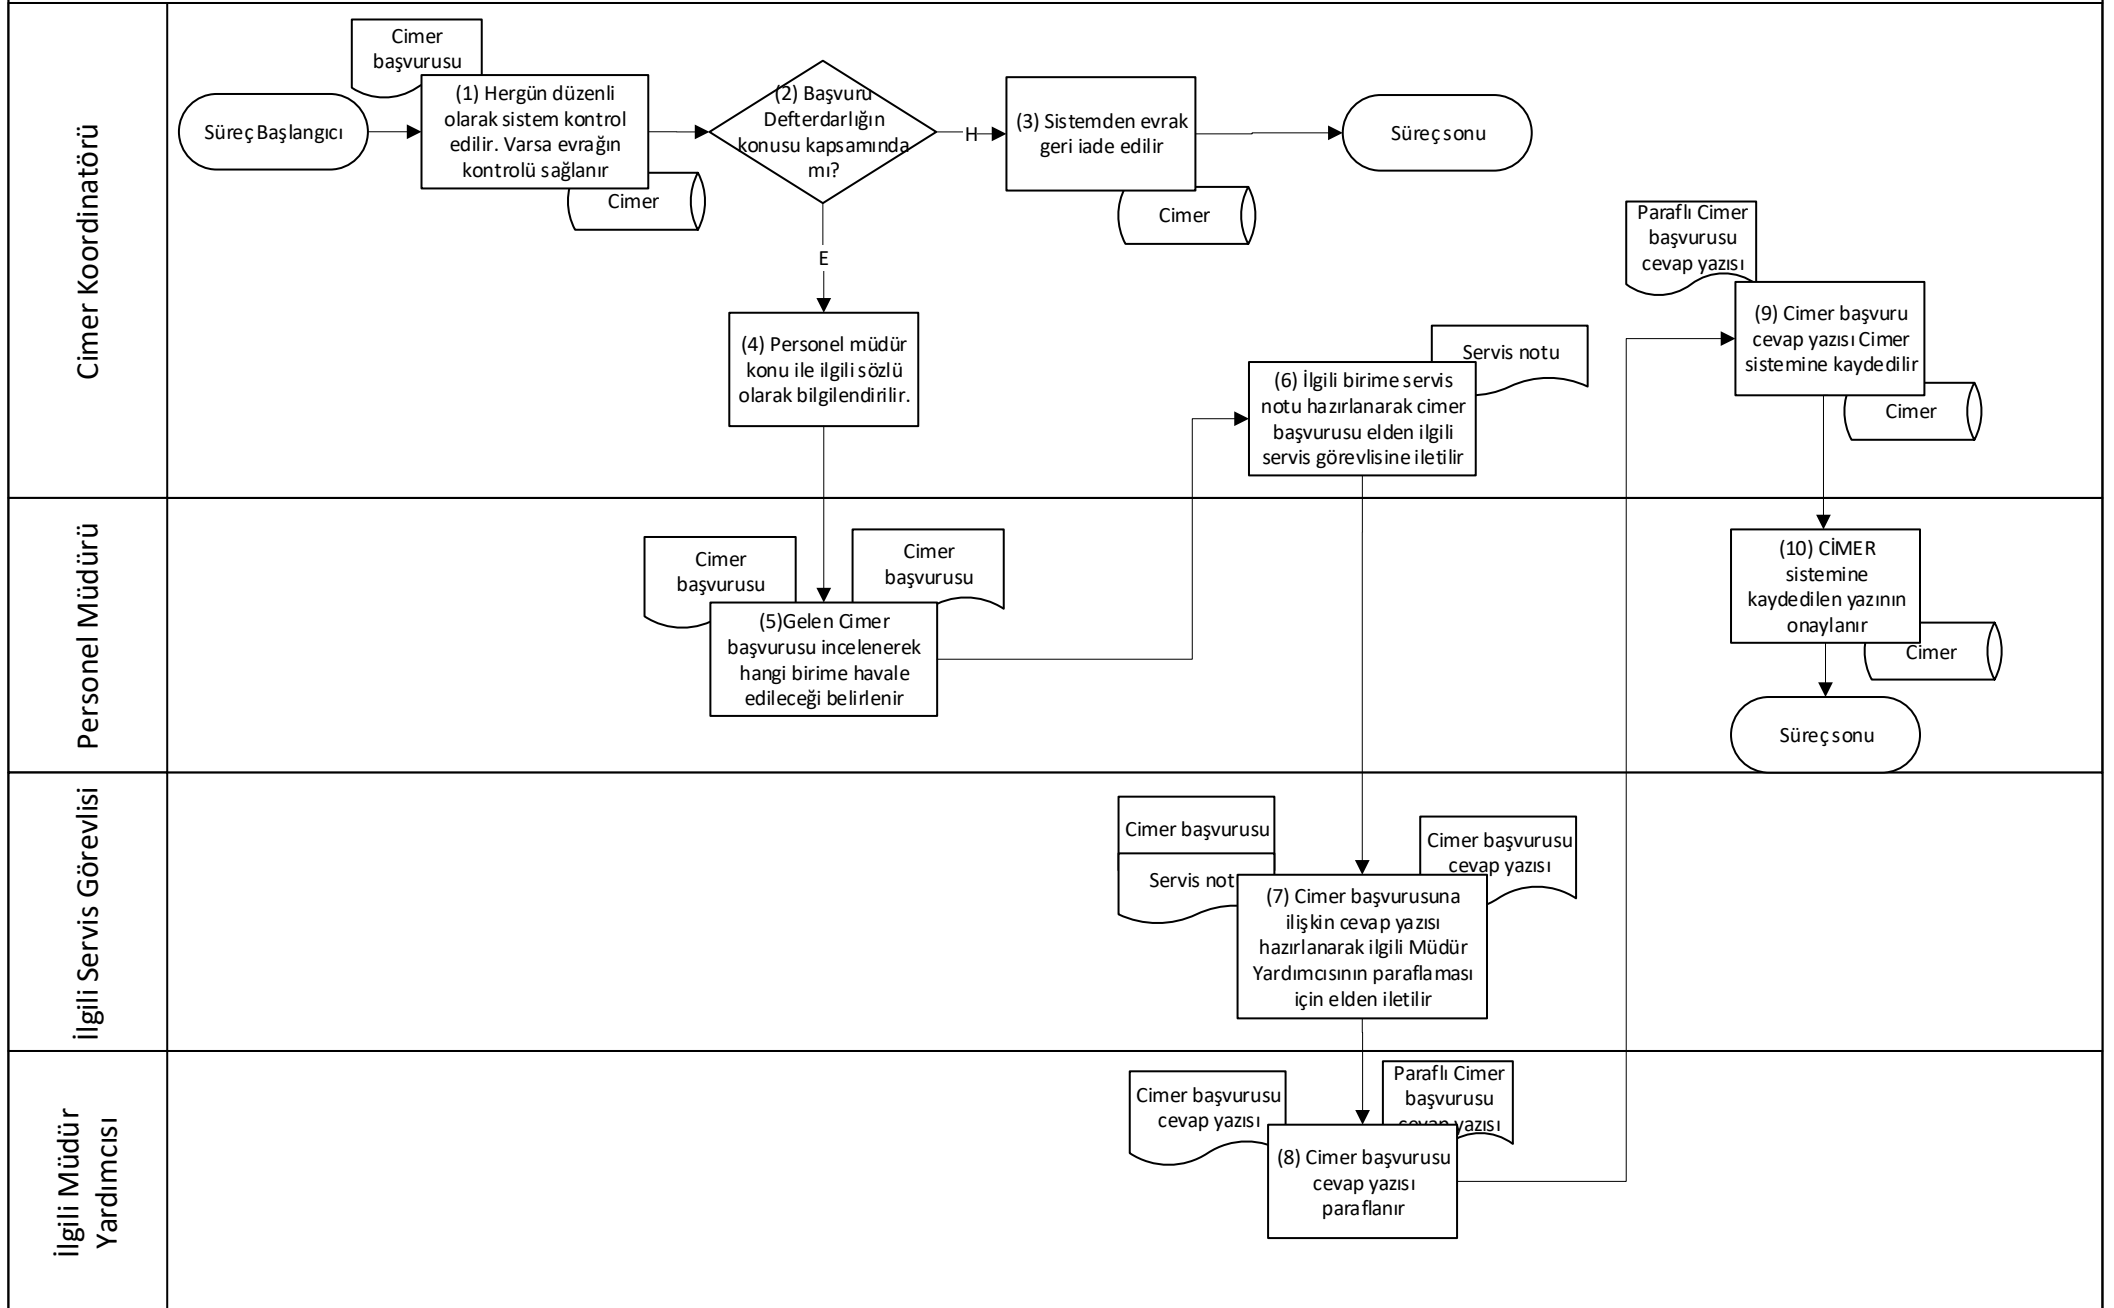 Cimer Koordinatörü
Cimer
başvurusu
Süreç Başlangıcı
(1) Hergün düzenli
olarak sistem kontrol
edilir. Varsa evrağın
kontrolü sağlanır
Cimer
(2) Başvuru
Defterdarlığın
konusu kapsamında
mı?
H
E
(3) Sistemden evrak
geri iade edilir
Cimer
Süreç sonu
(4) Personel müdür
konu ile ilgili sözlü
olarak bilgilendirilir.
Servis notu
(6) İlgili birime servis
notu hazırlanarak cimer
başvurusu elden ilgili
servis görevlisine iletilir
Paraflı Cimer
başvurusu
cevap yazısı
(9) Cimer başvuru
cevap yazısı Cimer
sistemine kaydedilir
Cimer
Personel Müdürü
Cimer
başvurusu
Cimer
başvurusu
(5)Gelen Cimer
başvurusu incelenerek
hangi birime havale
edileceği belirlenir
(10) CİMER
sistemine
kaydedilen yazının
onaylanır
Cimer
Süreç sonu
İlgili Servis Görevlisi
Cimer başvurusu
Servis not
Cimer başvurusu
cevap yazısı
(7) Cimer başvurusuna
ilişkin cevap yazısı
hazırlanarak ilgili Müdür
Yardımcısının paraflaması
için elden iletilir
İlgili Müdür
Yardımcısı
Cimer başvurusu
cevap yazısı
Paraflı Cimer
başvurusu
cevap yazısı
(8) Cimer başvurusu
cevap yazısı
paraflanır